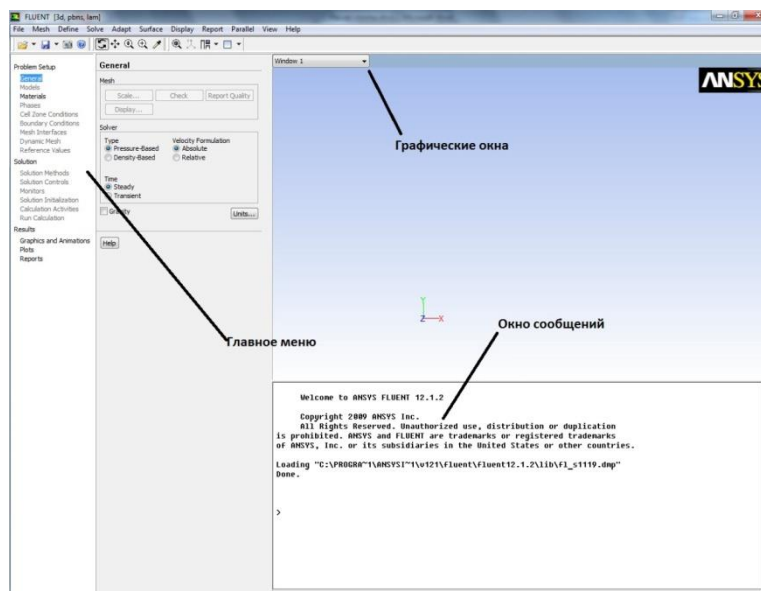 FLUENT [3d, pbns, lam]
File Mesh Define Solve Adapt Surface Display Report Parallel View Help
Problem Setup
General
Models
Materials
Phases
Cell Zone Conditions
Boundary Conditions
Mesh Interfaces
Dynamic Mesh
Reference Values
Solution
Solution Methods
Solution Controls
Monitors
Solution Initialization
Calculation Activities
Run Calculation
Results
Graphics and Animations
Plots
Reports
General
Mesh
Scale... Check Report Quality
Display...
Solver
Type Velocity Formulation
Pressure-Based Absolute
Density-Based Relative
Time
Steady
Transient
Gravity Units...
Help
Window 1
ANSYS
Графические окна
Y
Z X
Окно сообщений
Главное меню
Welcome to ANSYS FLUENT 12.1.2
Copyright 2009 ANSYS Inc.
All Rights Reserved. Unauthorized use, distribution or duplication
is prohibited. ANSYS and FLUENT are trademarks or registered trademarks
of ANSYS, Inc. or its subsidiaries in the United States or other countries.
Loading "C:\PROGRA~1\ANSYSI~1\v121\fluent\fluent12.1.2\lib\fl_s1119.dmp"
Done.
>